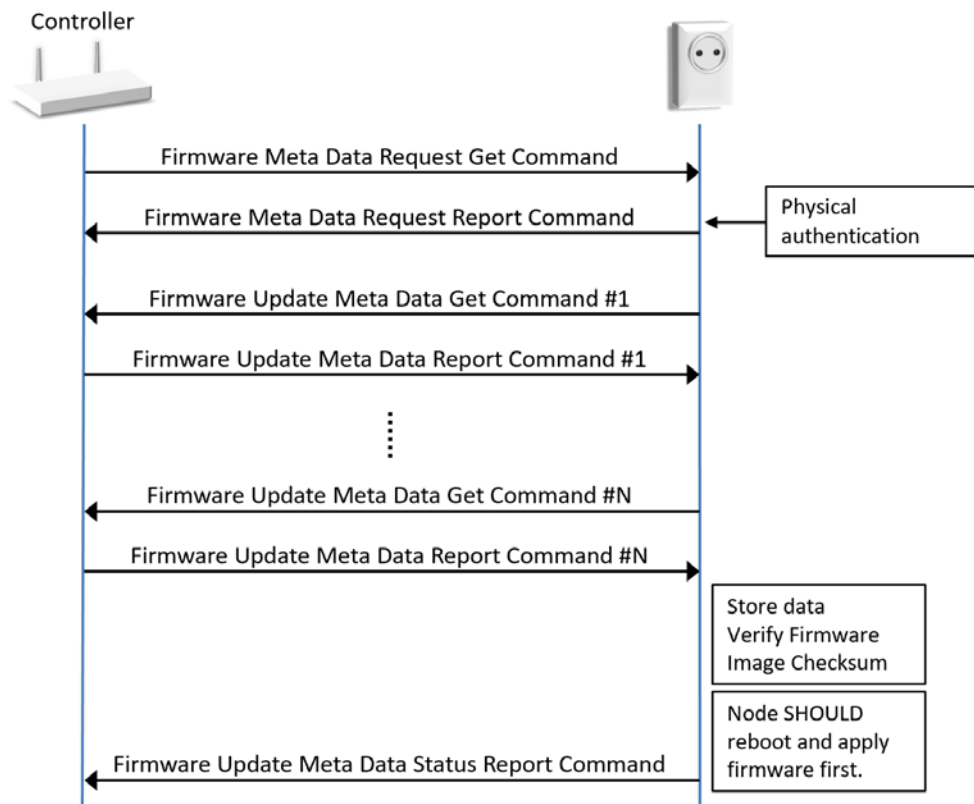 Controller
Firmware Meta Data Request Get Command
Firmware Meta Data Request Report Command
Physical
authentication
Firmware Update Meta Data Get Command #1
Firmware Update Meta Data Report Command #1
Firmware Update Meta Data Get Command #N
Firmware Update Meta Data Report Command #N
Store data
Verify Firmware
Image Checksum
Node SHOULD
reboot and apply
firmware first.
Firmware Update Meta Data Status Report Command